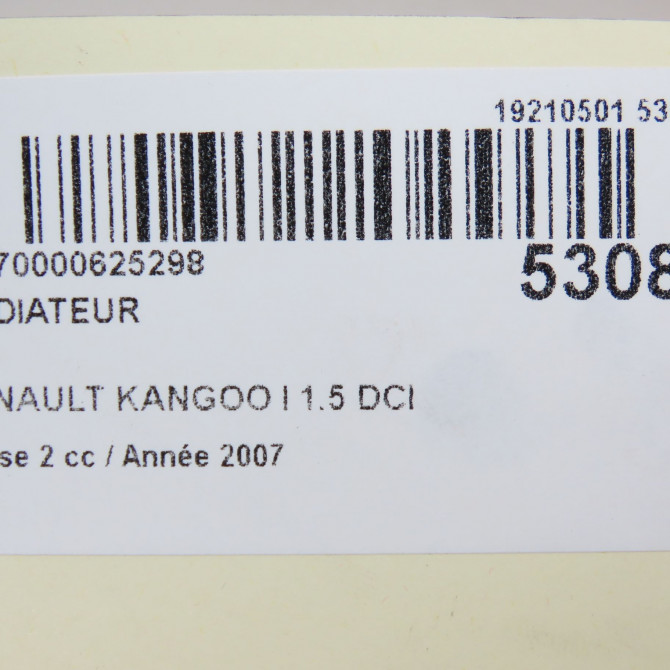 19210501 53
70000625298
5308
DIATEUR
NAULT KANGOO I 1.5 DCI
se 2 cc / Année 2007